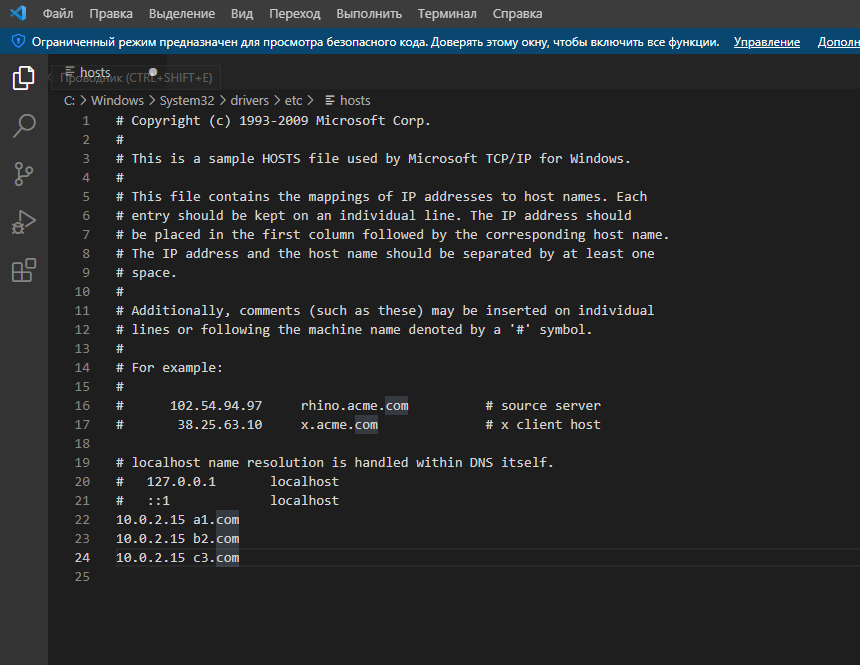 Файл Правка Выделение Вид Переход Выполнить Терминал Справка
Ограниченный режим предназначен для просмотра безопасного кода. Доверять этому окну, чтобы включить все функции. Управление Дополн
hosts
Проводник (CTRL+SHIFT+E)
C: > Windows > System32 > drivers > etc > hosts
1 # Copyright (c) 1993-2009 Microsoft Corp.
2 #
3 # This is a sample HOSTS file used by Microsoft TCP/IP for Windows.
4 #
5 # This file contains the mappings of IP addresses to host names. Each
6 # entry should be kept on an individual line. The IP address should
7 # be placed in the first column followed by the corresponding host name.
8 # The IP address and the host name should be separated by at least one
9 # space.
10 #
11 # Additionally, comments (such as these) may be inserted on individual
12 # lines or following the machine name denoted by a '#' symbol.
13 #
14 # For example:
15 #
16 # 102.54.94.97 rhino.acme.com # source server
17 # 38.25.63.10 x.acme.com # x client host
18
19 # localhost name resolution is handled within DNS itself.
20 # 127.0.0.1 localhost
21 # ::1 localhost
22 10.0.2.15 a1.com
23 10.0.2.15 b2.com
24 10.0.2.15 c3.com
25